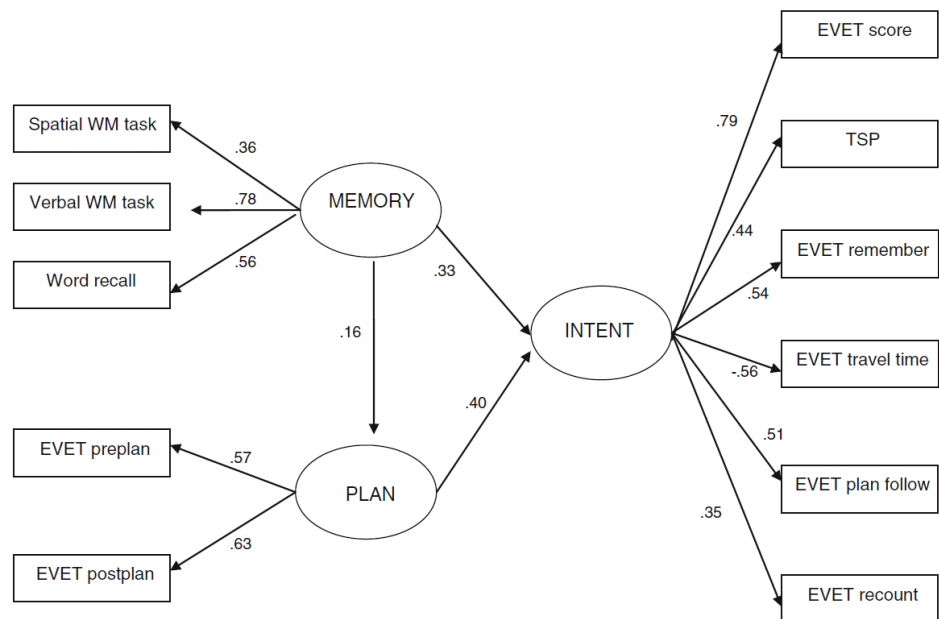 EVET score
.79
TSP
.44
EVET remember
.54
EVET travel time
-.56
.51
EVET plan follow
.35
EVET recount
Spatial WM task
.36
Verbal WM task
.78
Word recall
.56
MEMORY
.33
.16
INTENT
.40
EVET preplan
.57
PLAN
.63
EVET postplan